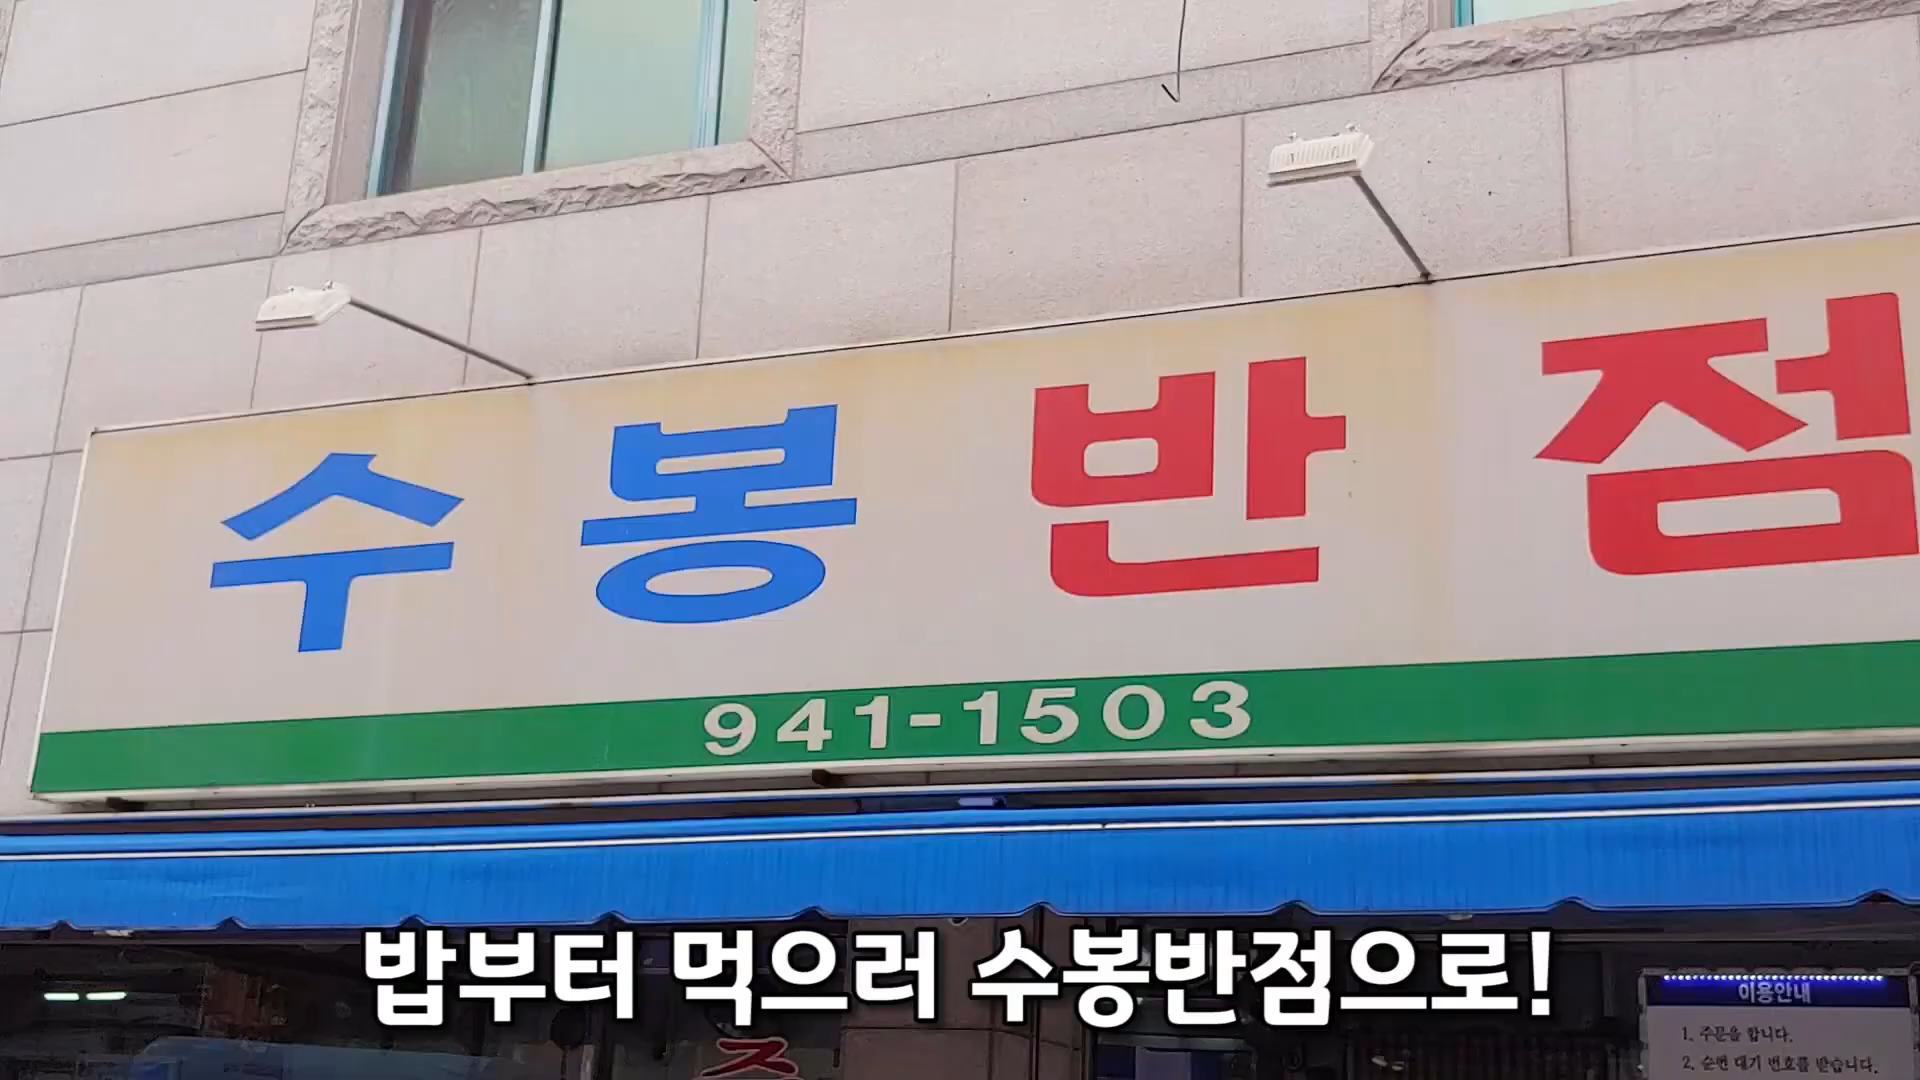 수봉반점
941-1503
밥부터 먹으러 수봉반점으로!
이용안내
1. 주문을 합니다.
2. 순번 대기 번호를 받습니다.